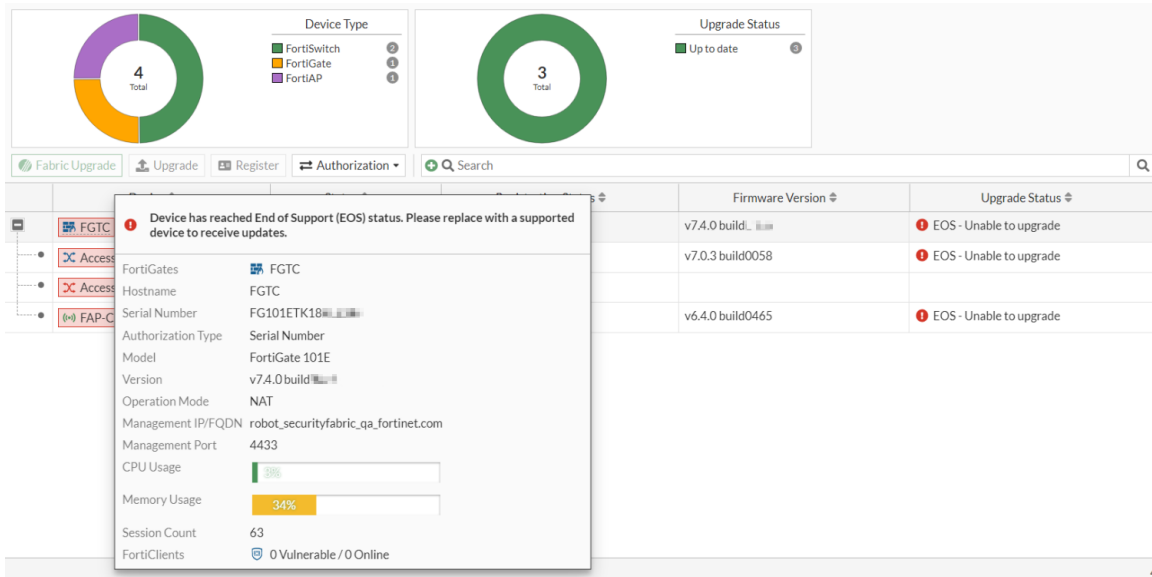 Device Type
FortiSwitch 2
FortiGate 1
FortiAP 1
4
Total
Upgrade Status
Up to date 3
3
Total
Fabric Upgrade Upgrade Register Authorization Search
Firmware Version Upgrade Status
FGTC v7.4.0 build EOS - Unable to upgrade
Access v7.0.3 build0058 EOS - Unable to upgrade
Access
FAP-C v6.4.0 build0465 EOS - Unable to upgrade
Device has reached End of Support (EOS) status. Please replace with a supported
device to receive updates.
FortiGates FGTC
Hostname FGTC
Serial Number FG101ETK18
Authorization Type Serial Number
Model FortiGate 101E
Version v7.4.0 build
Operation Mode NAT
Management IP/FQDN robot_securityfabric_qa_fortinet.com
Management Port 4433
CPU Usage
Memory Usage 34%
Session Count 63
FortiClients 0 Vulnerable / 0 Online